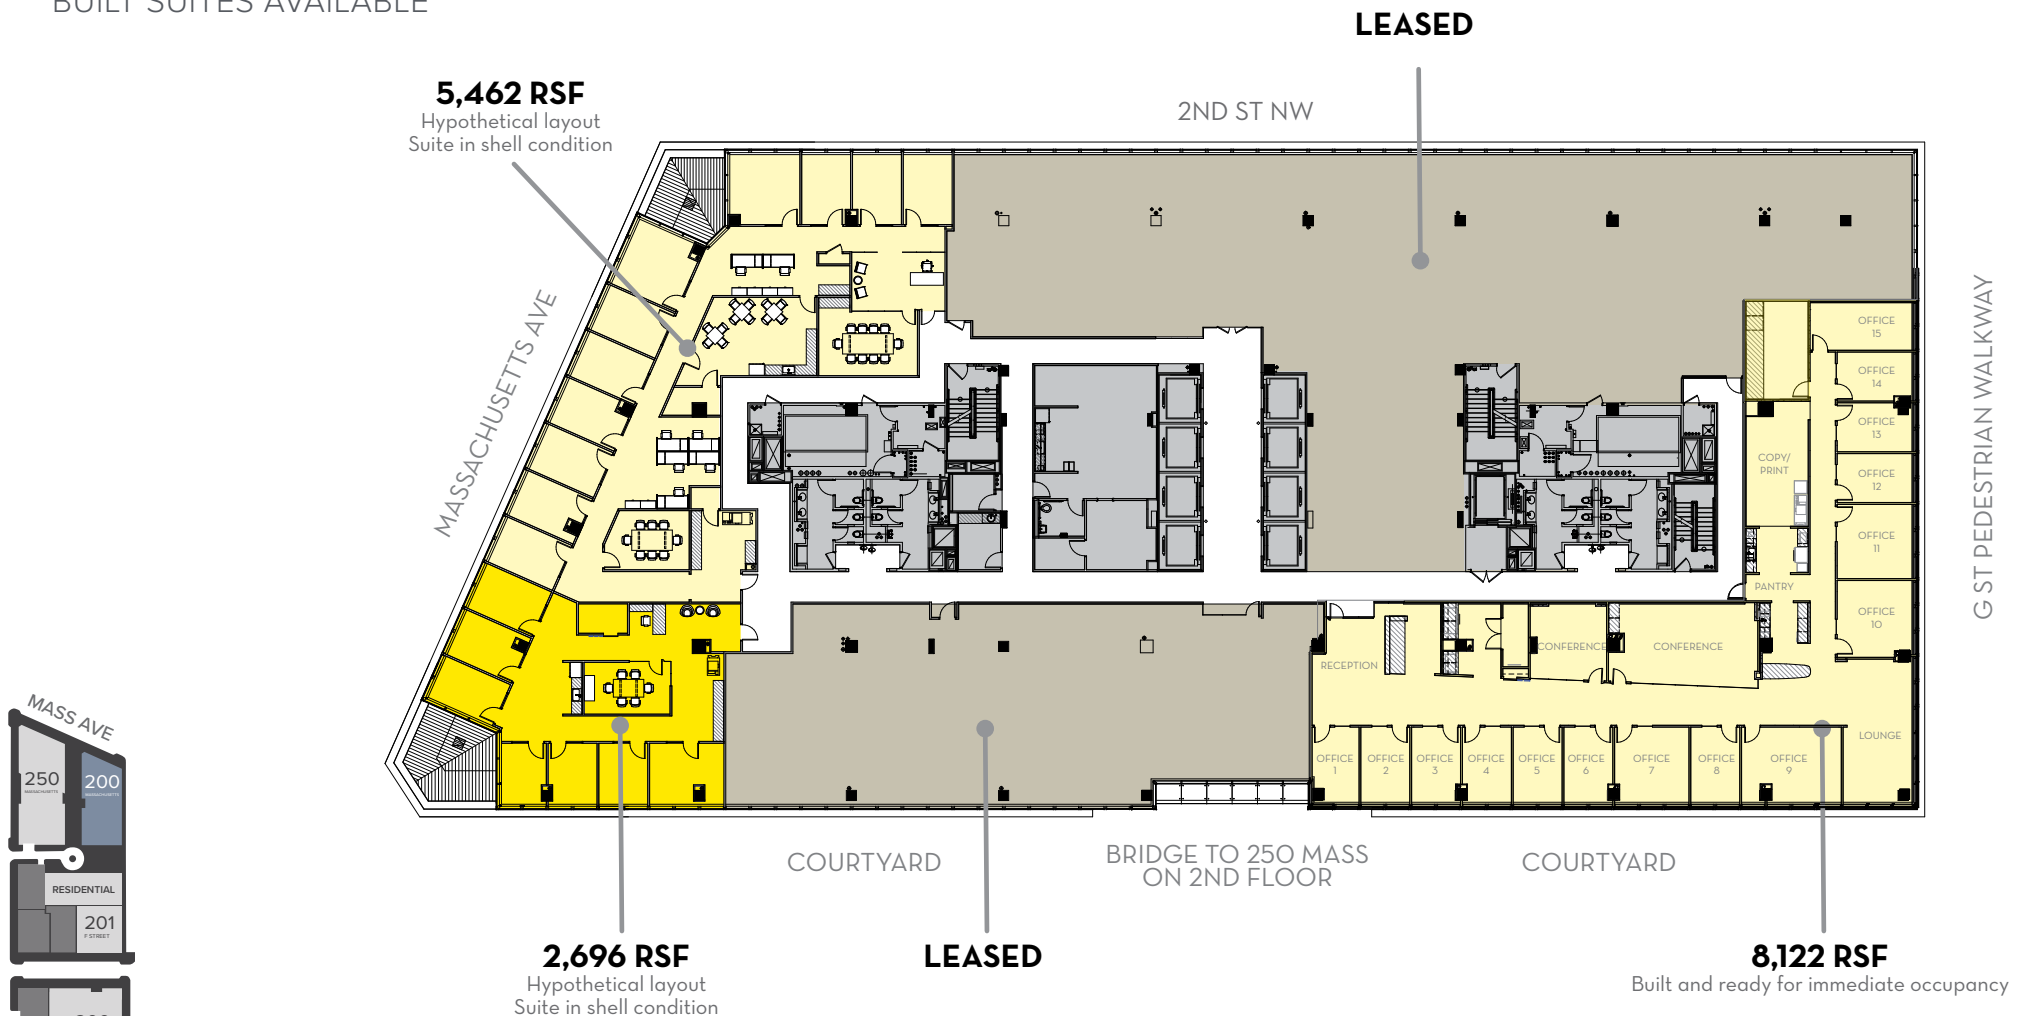 BUILT SUITES AVAILABLE
LEASED
5,462 RSF
Hypothetical layout
Suite in shell condition
2ND ST NW
MASSACHUSETTS AVE
G ST PEDESTRIAN WALKWAY
OFFICE
15
OFFICE
14
OFFICE
13
OFFICE
12
OFFICE
11
OFFICE
10
COPY/
PRINT
PANTRY
RECEPTION
CONFERENCE
CONFERENCE
LOUNGE
OFFICE
1
OFFICE
2
OFFICE
3
OFFICE
4
OFFICE
5
OFFICE
6
OFFICE
7
OFFICE
8
OFFICE
9
COURTYARD
BRIDGE TO 250 MASS
ON 2ND FLOOR
COURTYARD
2,696 RSF
Hypothetical layout
Suite in shell condition
LEASED
8,122 RSF
Built and ready for immediate occupancy
MASS AVE
250
MASSACHUSETTS
200
MASSACHUSETTS
RESIDENTIAL
201
F STREET